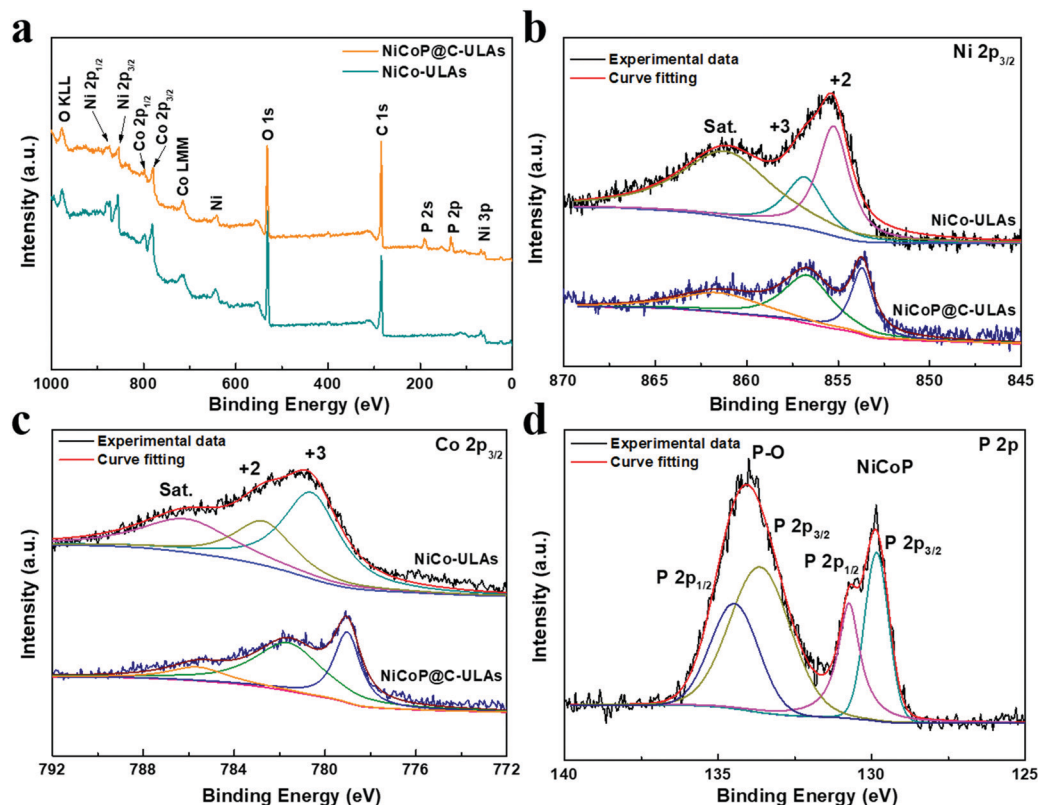 a
NiCoP@C-ULAs
NiCo-ULAs
O KLL
Ni 2p1/2
Ni 2p3/2
Co 2p1/2
Co 2p3/2
Co LMM
Ni
O 1s
C 1s
P 2s
P 2p
Ni 3p
Intensity (a.u.)
1000 800 600 400 200 0
Binding Energy (eV)
b
Experimental data
Curve fitting
Ni 2p3/2
+2
+3
Sat.
NiCo-ULAs
NiCoP@C-ULAs
Intensity (a.u.)
870 865 860 855 850 845
Binding Energy (eV)
c
Experimental data
Curve fitting
Co 2p3/2
+3
+2
Sat.
NiCo-ULAs
NiCoP@C-ULAs
Intensity (a.u.)
792 788 784 780 776 772
Binding Energy (eV)
d
Experimental data
Curve fitting
P 2p
P-O
NiCoP
P 2p3/2
P 2p1/2
P 2p1/2
P 2p3/2
Intensity (a.u.)
140 135 130 125
Binding Energy (eV)